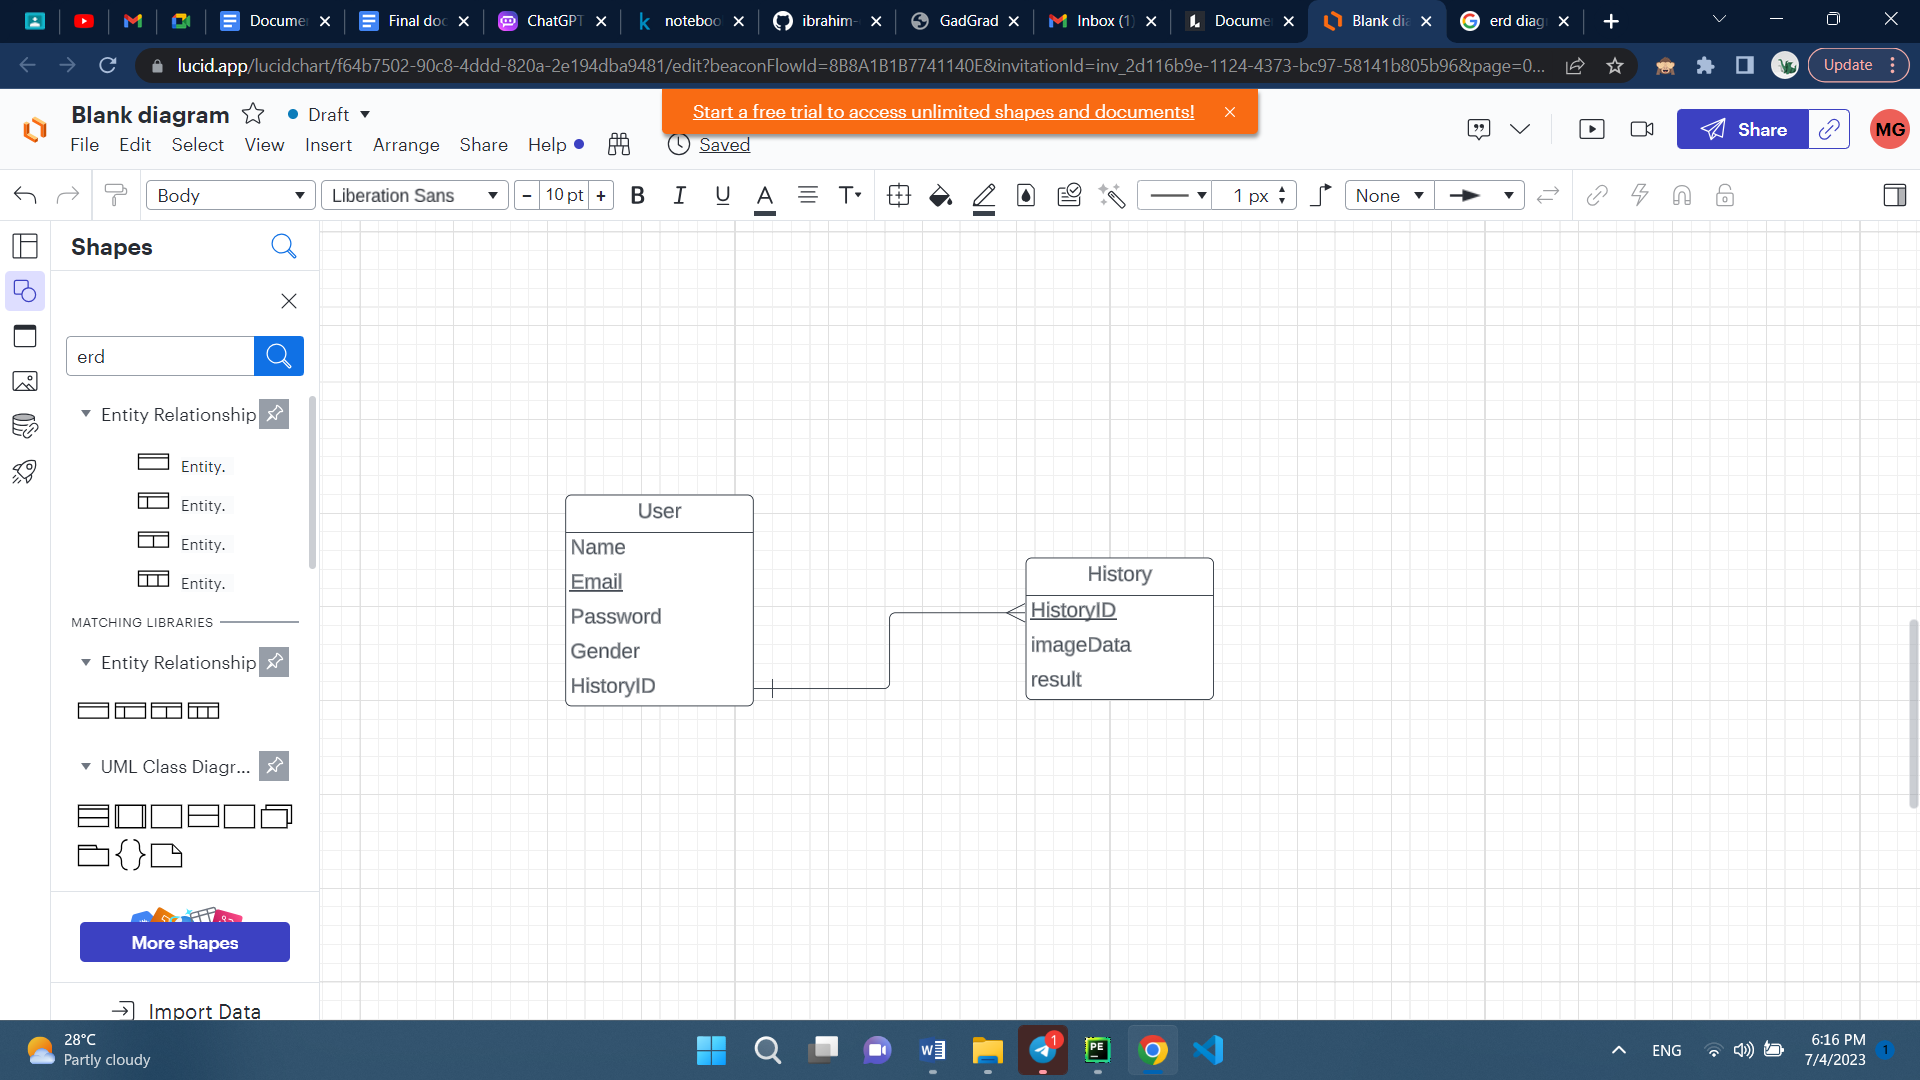 Docume
Final doc
ChatGPT
noteboo
ibrahim-
GadGrad
Inbox (1)
Docume
Blank dia
erd diag
lucid.app/lucidchart/f64b7502-90c8-4ddd-820a-2e194dba9481/edit?beaconFlowId=8B8A1B1B7741140E&invitationId=inv_2d116b9e-1124-4373-bc97-58141b805b96&page=0...
Update
Blank diagram
Draft
Start a free trial to access unlimited shapes and documents!
File Edit Select View Insert Arrange Share Help
Saved
Share
MG
Body
Liberation Sans
- 10 pt +
B I U A T
1 px
None
Shapes
erd
Entity Relationship
Entity.
Entity.
Entity.
Entity.
MATCHING LIBRARIES
Entity Relationship
UML Class Diagr...
More shapes
Import Data
User
Name
Email
Password
Gender
HistoryID
History
HistoryID
imageData
result
28°C
Partly cloudy
W
1
PE
ENG
6:16 PM
7/4/2023
1